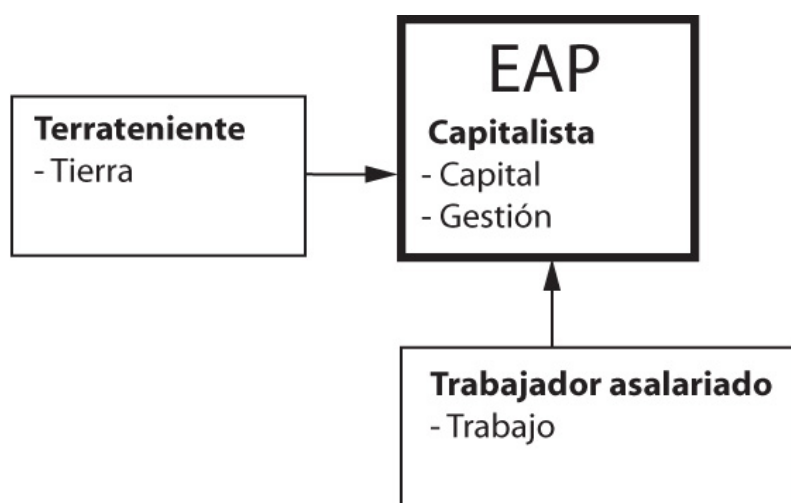 EAP
Terrateniente
- Tierra
Capitalista
- Capital
- Gestión
Trabajador asalariado
- Trabajo